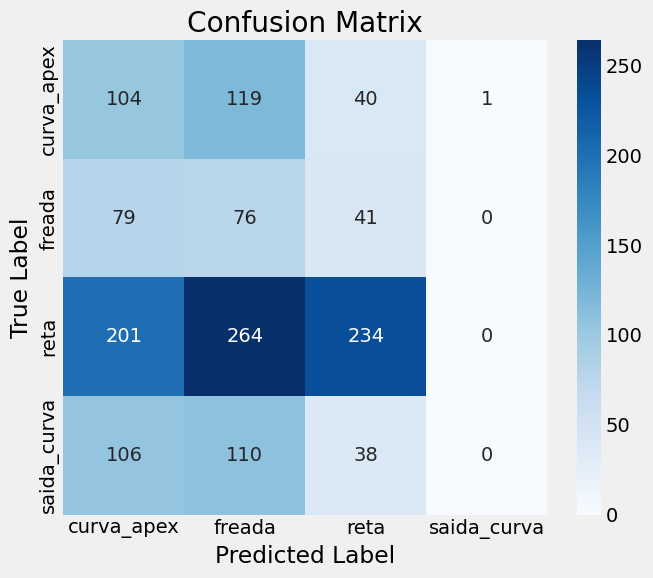 Confusion Matrix
curva_apex 104 119 40 1
freada 79 76 41 0
reta 201 264 234 0
saida_curva 106 110 38 0
curva_apex freada reta saida_curva
True Label
Predicted Label
250
200
150
100
50
0